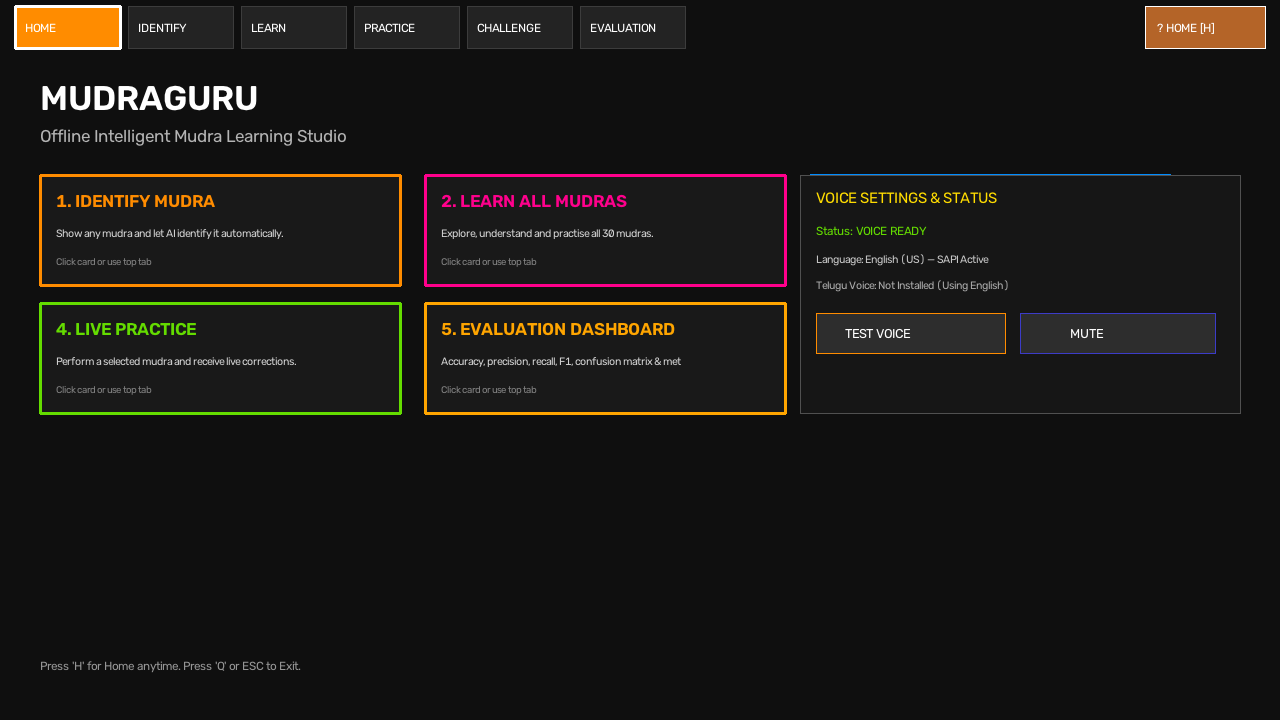 HOME
IDENTIFY
LEARN
PRACTICE
CHALLENGE
EVALUATION
? HOME [H]
MUDRAGURU
Offline Intelligent Mudra Learning Studio
1. IDENTIFY MUDRA
Show any mudra and let AI identify it automatically.
Click card or use top tab
2. LEARN ALL MUDRAS
Explore, understand and practise all 30 mudras.
Click card or use top tab
VOICE SETTINGS & STATUS
Status: VOICE READY
Language: English (US) — SAPI Active
Telugu Voice: Not Installed (Using English)
TEST VOICE
MUTE
4. LIVE PRACTICE
Perform a selected mudra and receive live corrections.
Click card or use top tab
5. EVALUATION DASHBOARD
Accuracy, precision, recall, F1, confusion matrix & met
Click card or use top tab
Press 'H' for Home anytime. Press 'Q' or ESC to Exit.